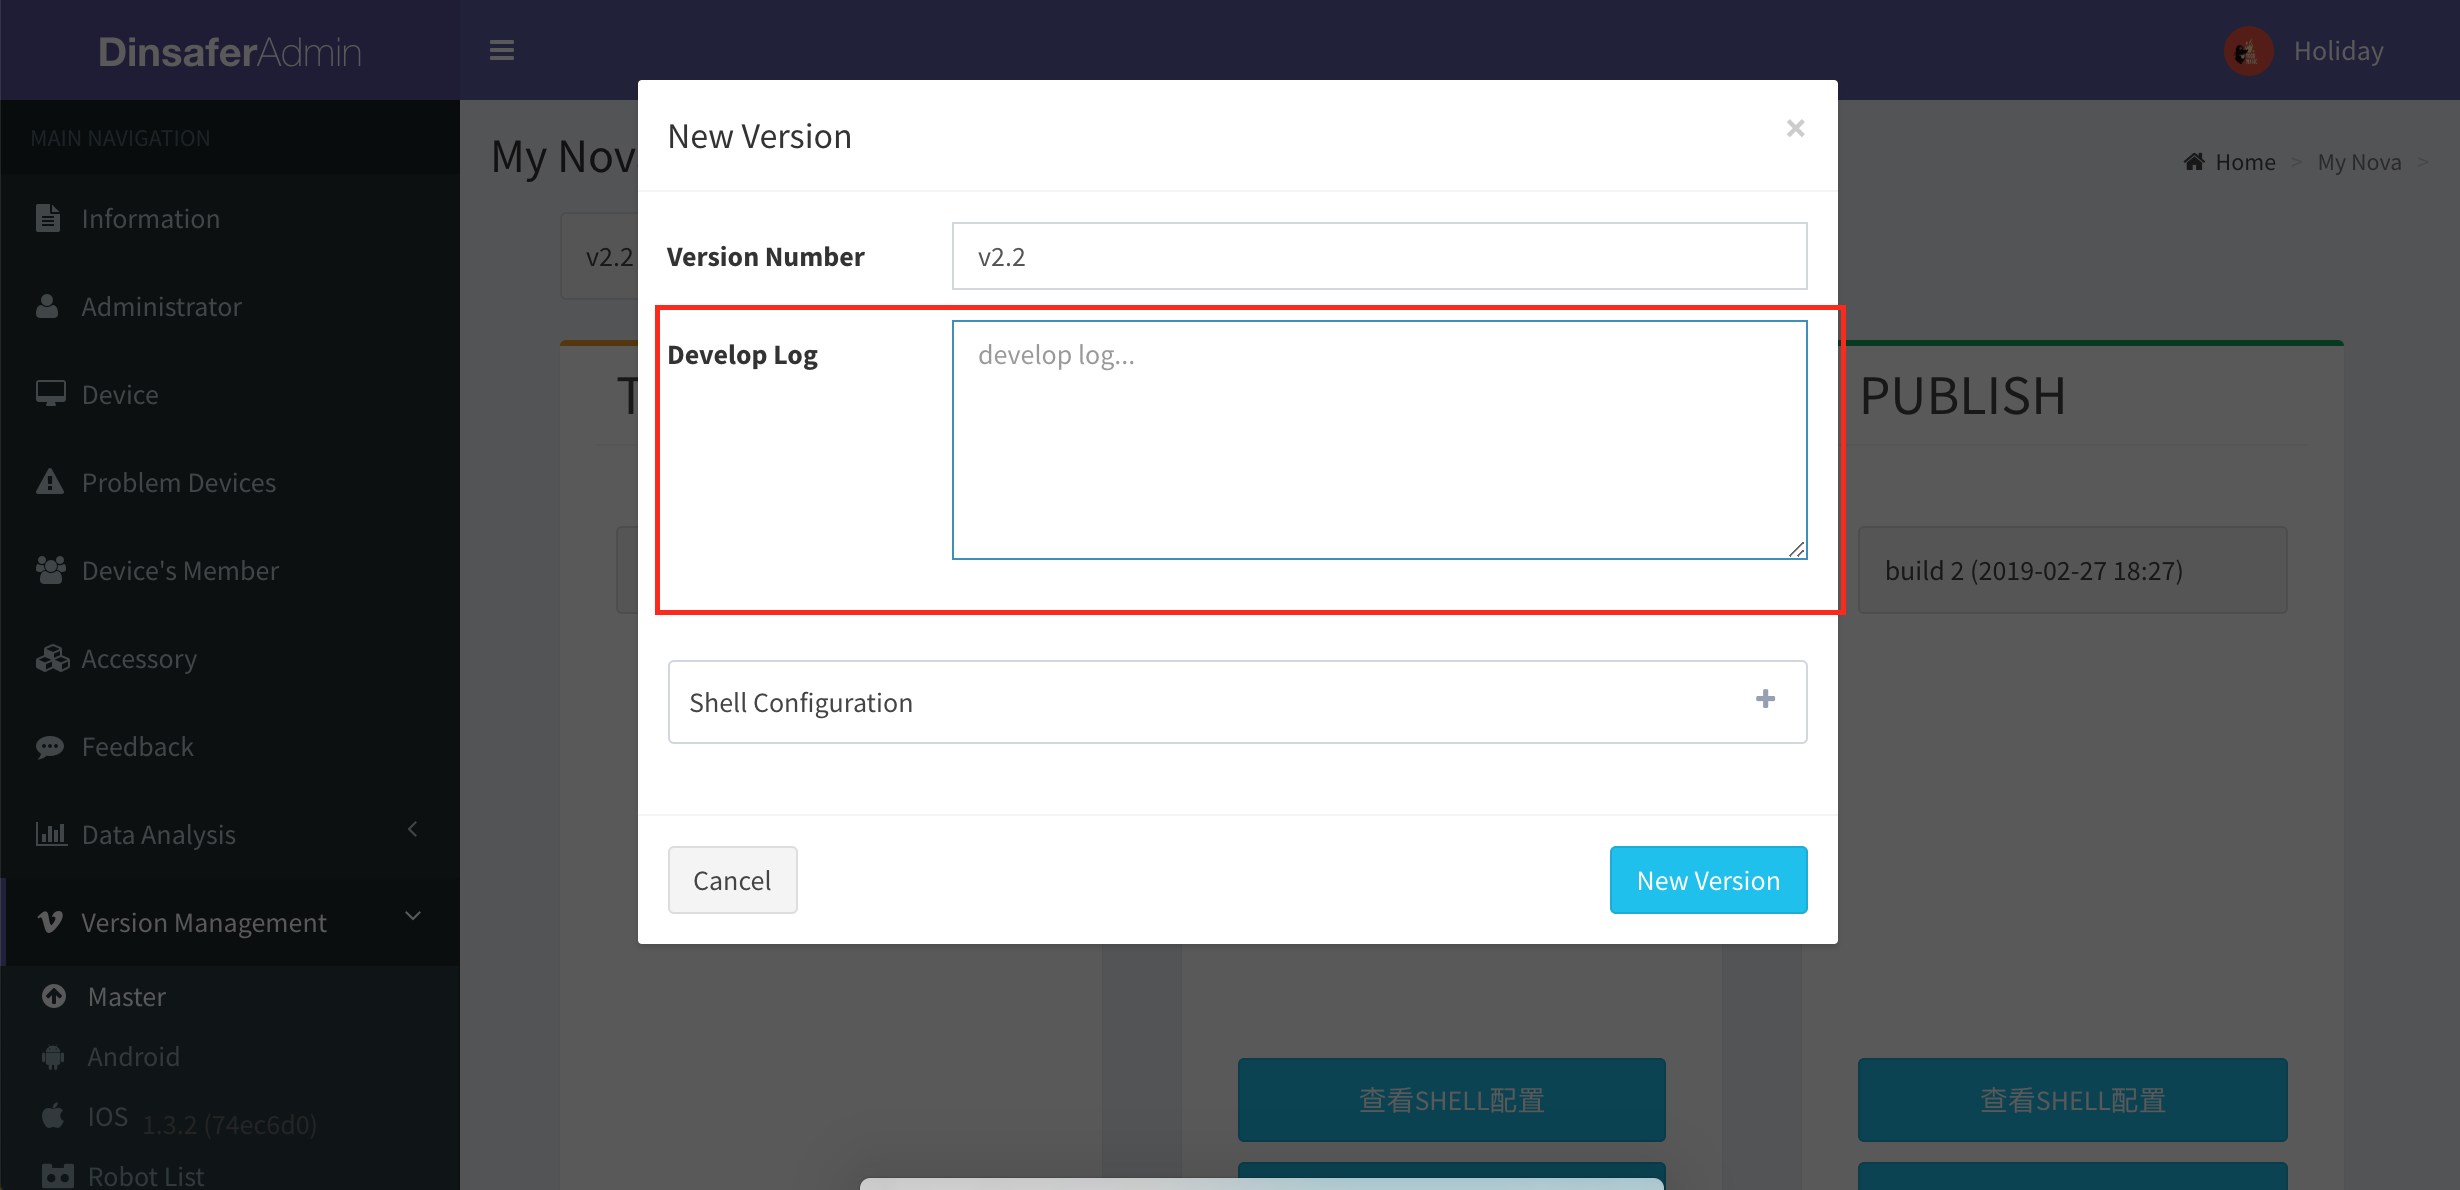 DinsaferAdmin
Holiday
MAIN NAVIGATION
Information
Administrator
Device
Problem Devices
Device's Member
Accessory
Feedback
Data Analysis
Version Management
Master
Android
IOS
1.3.2 (74ec6d0)
Robot List
My Nov
Home > My Nova >
v2.2
T
New Version
×
Version Number
v2.2
Develop Log
develop log...
Shell Configuration
Cancel
New Version
PUBLISH
build 2 (2019-02-27 18:27)
查看SHELL配置
查看SHELL配置